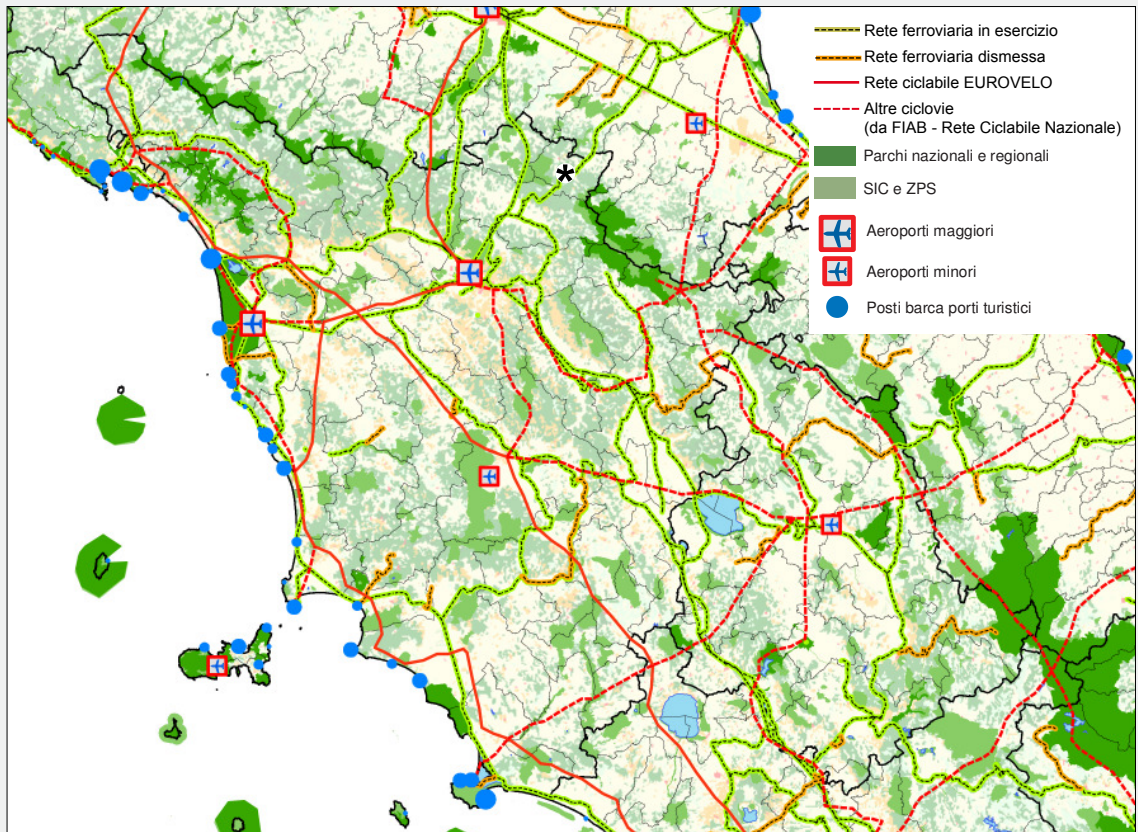 Rete ferroviaria in esercizio
Rete ferroviaria dismessa
Rete ciclabile EUROVELO
Altre ciclovie
(da FIAB - Rete Ciclabile Nazionale)
Parchi nazionali e regionali
SIC e ZPS
Aeroporti maggiori
Aeroporti minori
Posti barca porti turistici
*